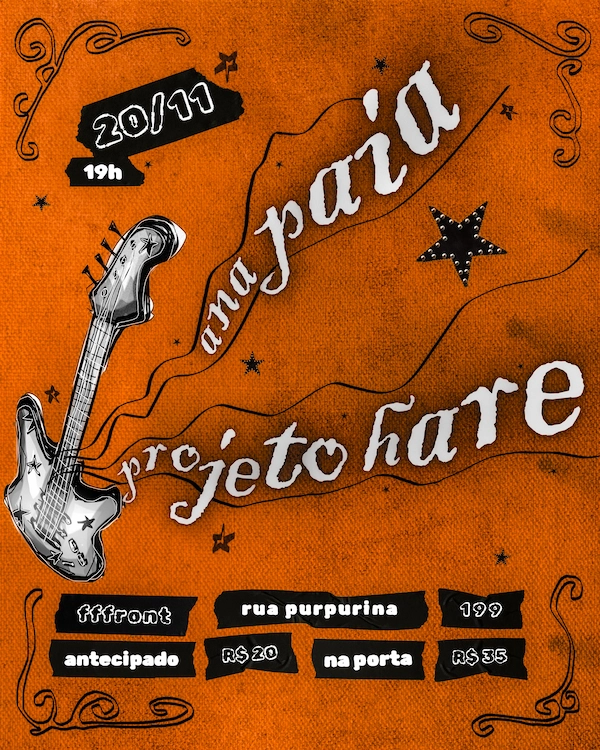 20/11
19h
ana paia
projeto hare
fffront rua purpurina 199
antecipado R$ 20 na porta R$ 35